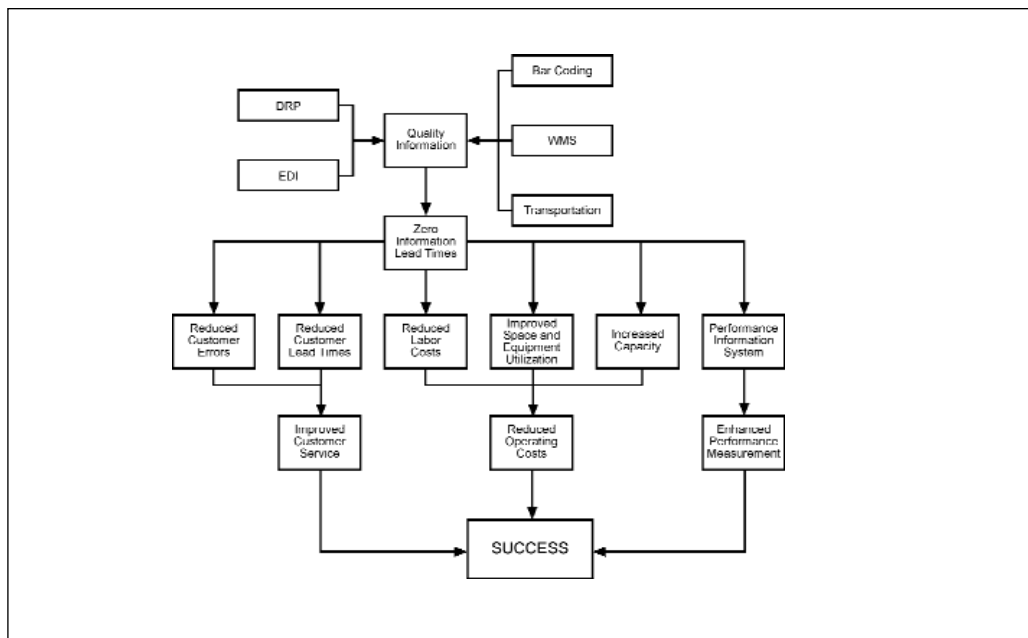 Bar Coding
DRP
Quality
Information
WMS
EDI
Transportation
Zero
Information
Lead Times
Reduced
Customer
Errors
Reduced
Customer
Lead Times
Reduced
Labor
Costs
Improved
Space and
Equipment
Utilization
Increased
Capacity
Performance
Information
System
Improved
Customer
Service
Reduced
Operating
Costs
Enhanced
Performance
Measurement
SUCCESS